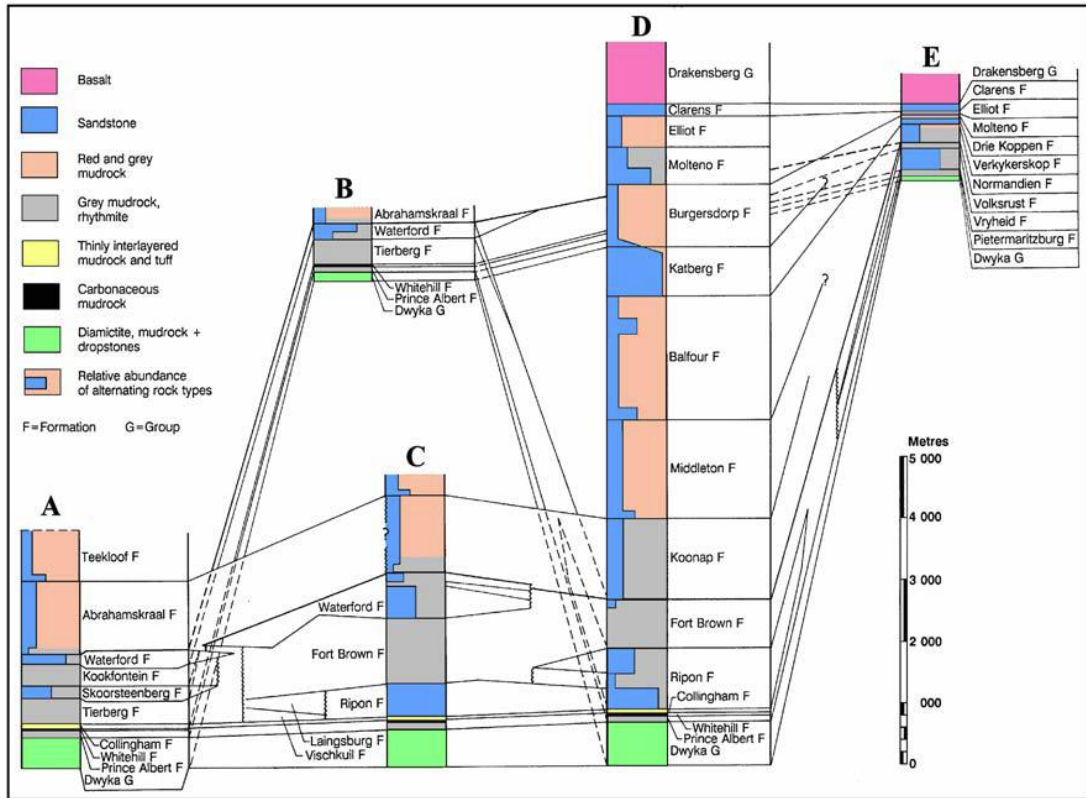 Basalt
Sandstone
Red and grey
mudrock
Grey mudrock,
rhythmite
Thinly interlayered
mudrock and tuff
Carbonaceous
mudrock
Diamictite, mudrock +
dropstones
Relative abundance
of alternating rock types
F=Formation G=Group
A
Teekloof F
Abrahamskraal F
Waterford F
Kookfontein F
Skoorsteenberg F
Tierberg F
Collingham F
Whitehill F
Prince Albert F
Dwyka G
B
Abrahamskraal F
Waterford F
Tierberg F
Whitehill F
Prince Albert F
Dwyka G
C
?
Waterford F
Fort Brown F
Ripon F
Laingsburg F
Vischkuil F
D
Drakensberg G
Clarens F
Elliot F
Molteno F
Burgersdorp F
Katberg F
Balfour F
Middleton F
Koonap F
Fort Brown F
Ripon F
Collingham F
Whitehill F
Prince Albert F
Dwyka G
?
?
E
Drakensberg G
Clarens F
Elliot F
Molteno F
Drie Koppen F
Verkykerskop F
Normandien F
Volksrust F
Vryheid F
Pietermaritzburg F
Dwyka G
Metres
5 000
4 000
3 000
2 000
000
0